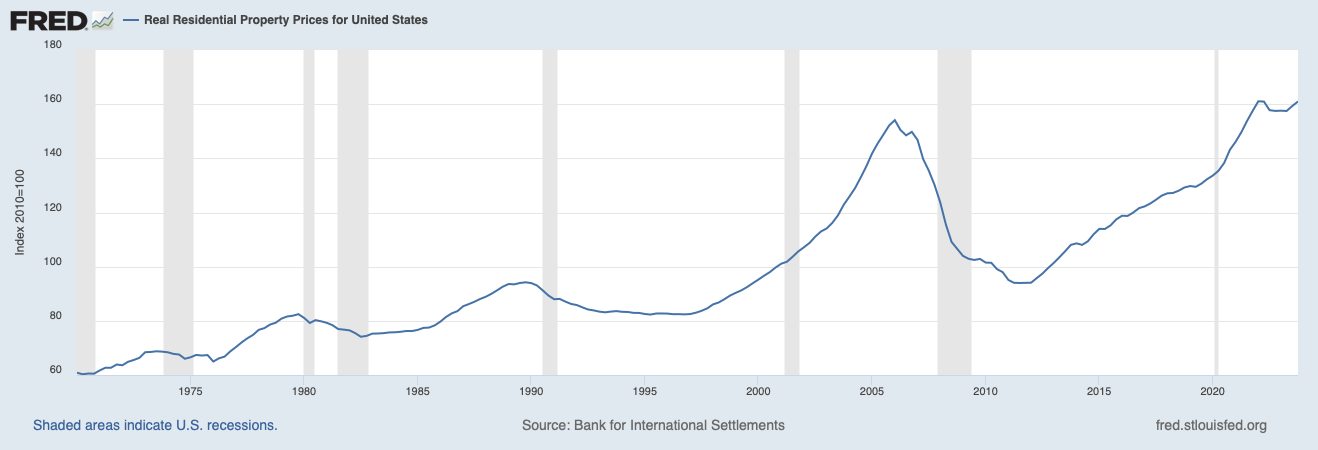 FRED
Real Residential Property Prices for United States
Index 2010=100
180
160
140
120
100
80
60
1975 1980 1985 1990 1995 2000 2005 2010 2015 2020
Shaded areas indicate U.S. recessions. Source: Bank for International Settlements fred.stlouisfed.org